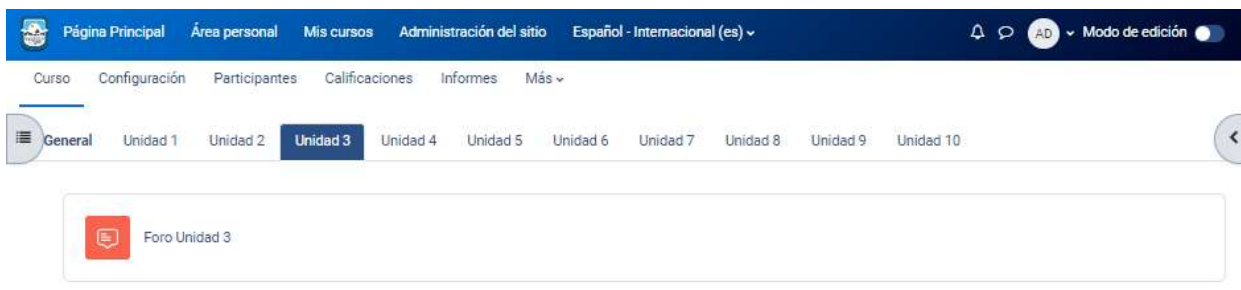 Página Principal Área personal Mis cursos Administración del sitio Español - Internacional (es) AD Modo de edición
Curso Configuración Participantes Calificaciones Informes Más
General Unidad 1 Unidad 2 Unidad 3 Unidad 4 Unidad 5 Unidad 6 Unidad 7 Unidad 8 Unidad 9 Unidad 10
Foro Unidad 3